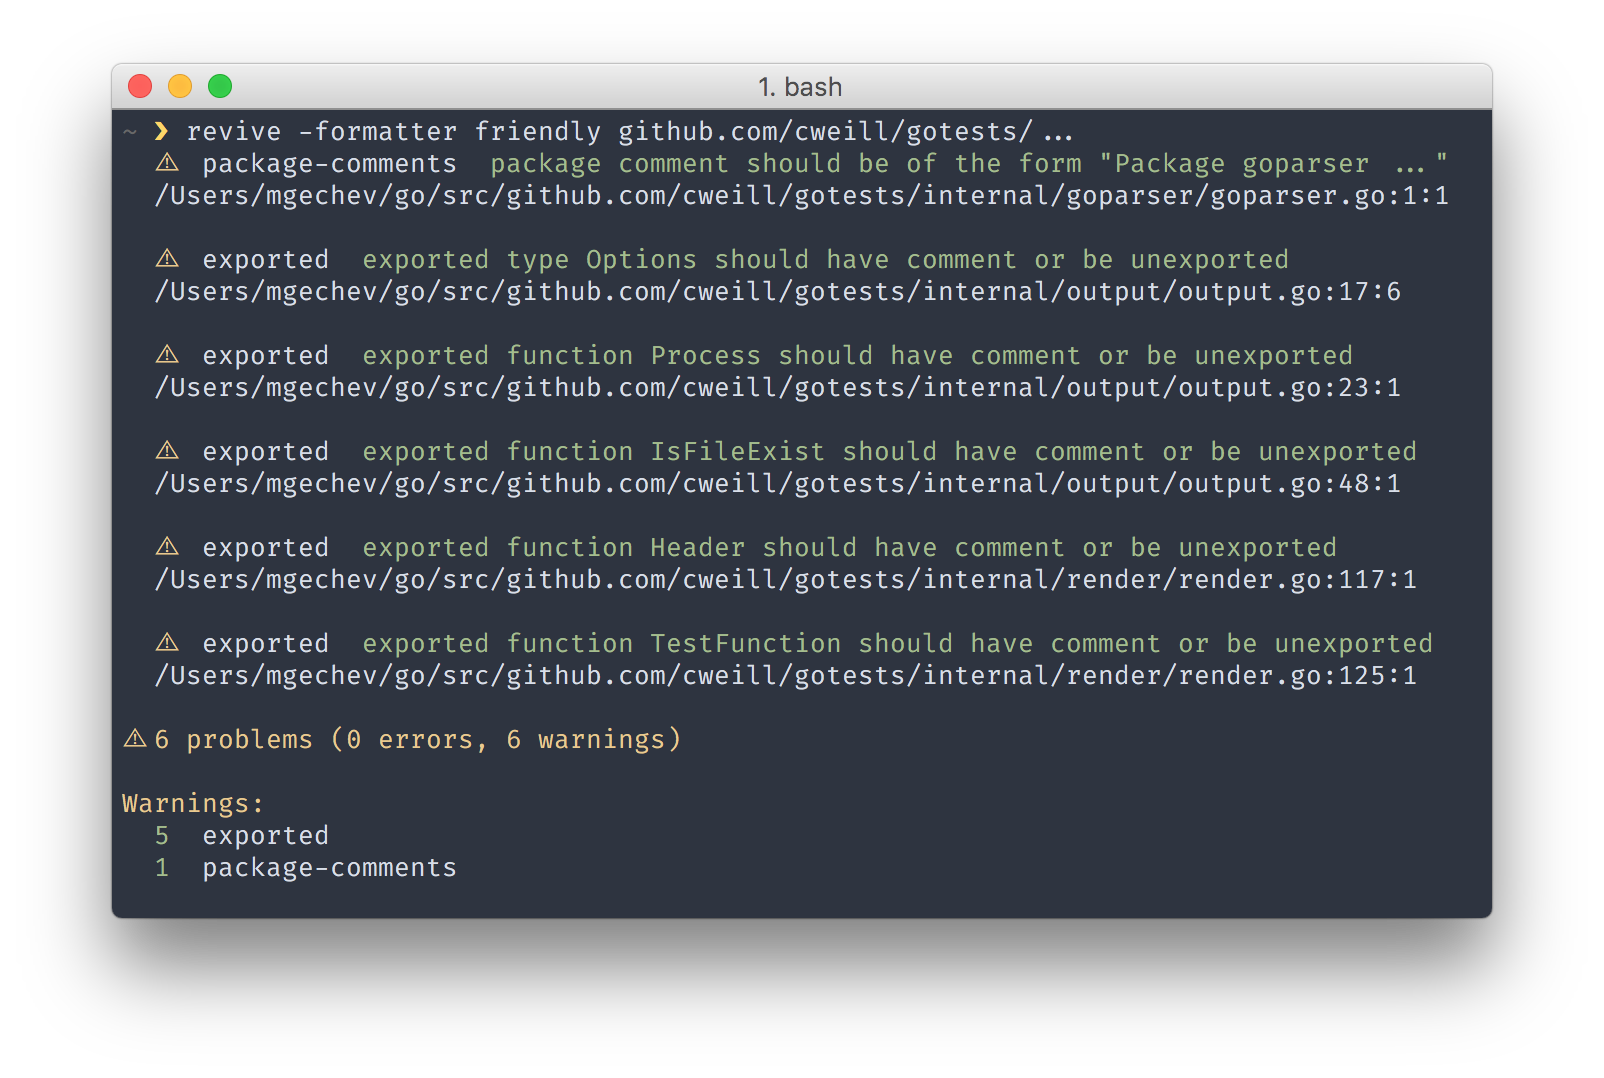 1. bash
~ ❯ revive -formatter friendly github.com/cweill/gotests/...
⚠ package-comments package comment should be of the form "Package goparser ..."
/Users/mgechev/go/src/github.com/cweill/gotests/internal/goparser/goparser.go:1:1
⚠ exported exported type Options should have comment or be unexported
/Users/mgechev/go/src/github.com/cweill/gotests/internal/output/output.go:17:6
⚠ exported exported function Process should have comment or be unexported
/Users/mgechev/go/src/github.com/cweill/gotests/internal/output/output.go:23:1
⚠ exported exported function IsFileExist should have comment or be unexported
/Users/mgechev/go/src/github.com/cweill/gotests/internal/output/output.go:48:1
⚠ exported exported function Header should have comment or be unexported
/Users/mgechev/go/src/github.com/cweill/gotests/internal/render/render.go:117:1
⚠ exported exported function TestFunction should have comment or be unexported
/Users/mgechev/go/src/github.com/cweill/gotests/internal/render/render.go:125:1
⚠ 6 problems (0 errors, 6 warnings)
Warnings:
5 exported
1 package-comments